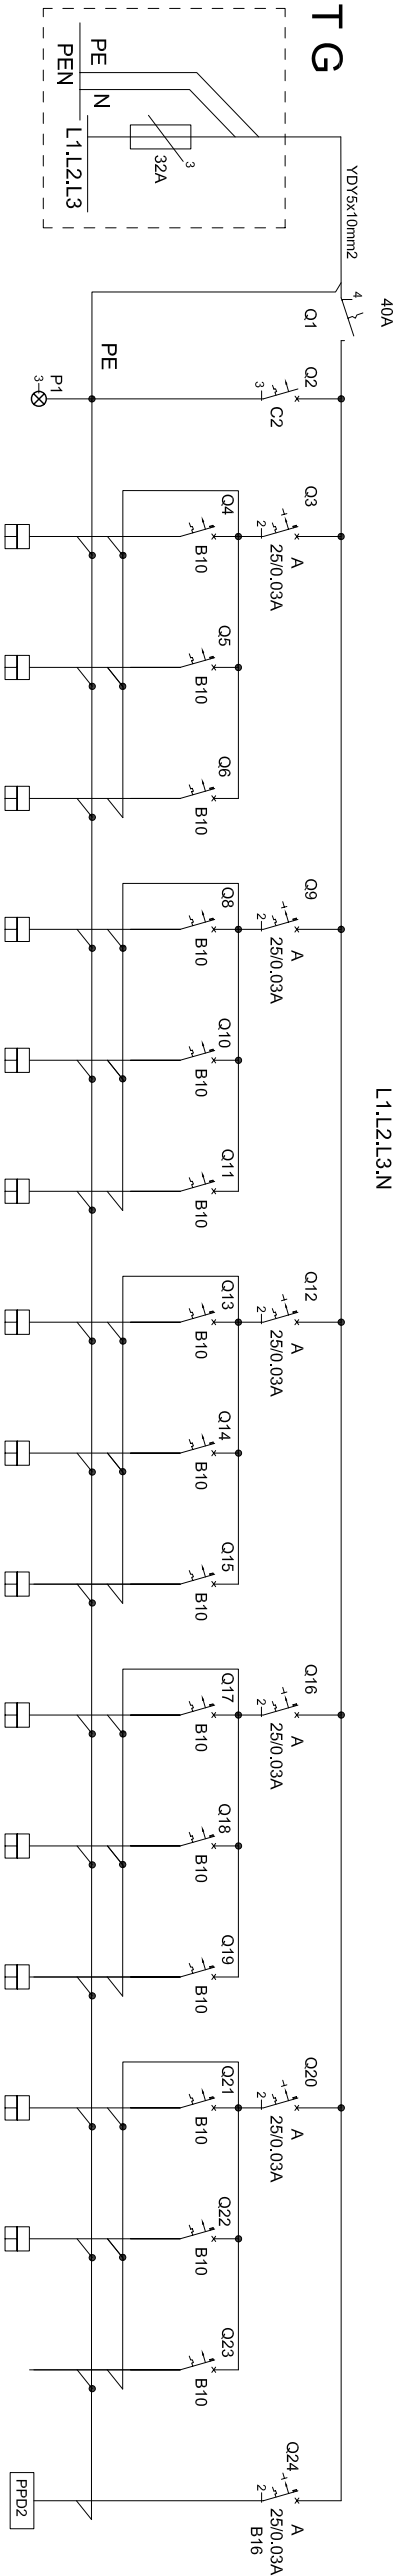 TG
PE
PEN
N
L1.L2.L3
3
32A
YDY5x10mm2
40A
4
Q1
L1.L2.L3.N
PE
Q2
3
C2
P1
3
Q3
2
A
25/0.03A
Q4
B10
Q5
B10
Q6
B10
Q9
2
A
25/0.03A
Q8
B10
Q10
B10
Q11
B10
Q12
2
A
25/0.03A
Q13
B10
Q14
B10
Q15
B10
Q16
2
A
25/0.03A
Q17
B10
Q18
B10
Q19
B10
Q20
2
A
25/0.03A
Q21
B10
Q22
B10
Q23
B10
Q24
2
A
25/0.03A
B16
PPD2